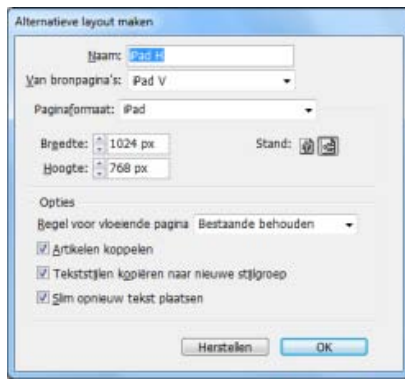 Alternatieve layout maken
Naam: iPad H
Van bronpagina's: iPad V
Paginaformaat: iPad
Breedte: 1024 px Stand:
Hoogte: 768 px
Opties
Regel voor vloeiende pagina Bestaande behouden
Artikelen koppelen
Tekststijlen kopiëren naar nieuwe stijlgroep
Slim opnieuw tekst plaatsen
Herstellen OK